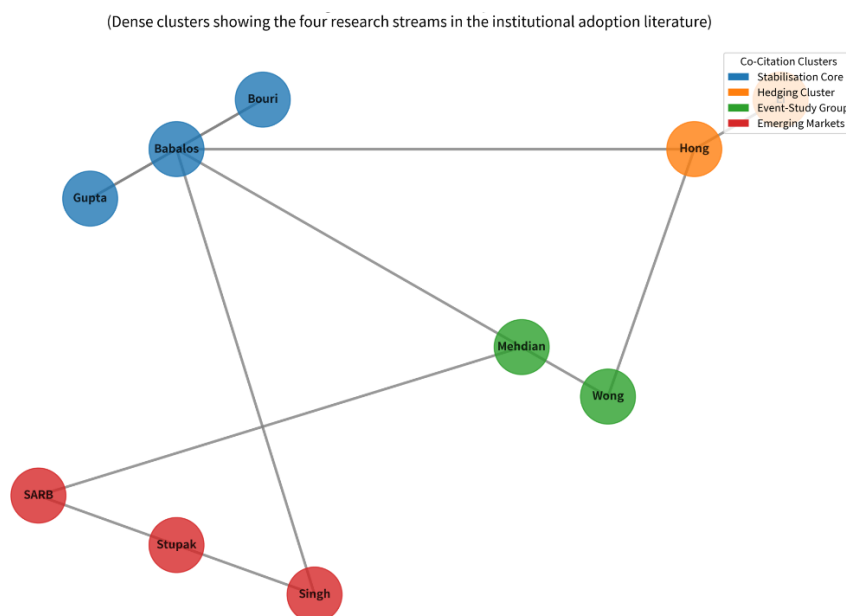 (Dense clusters showing the four research streams in the institutional adoption literature)
Co-Citation Clusters
Stabilisation Core
Hedging Cluster
Event-Study Group
Emerging Markets
Bouri
Babalos
Hong
Gupta
Mehdian
Wong
SARB
Stupak
Singh